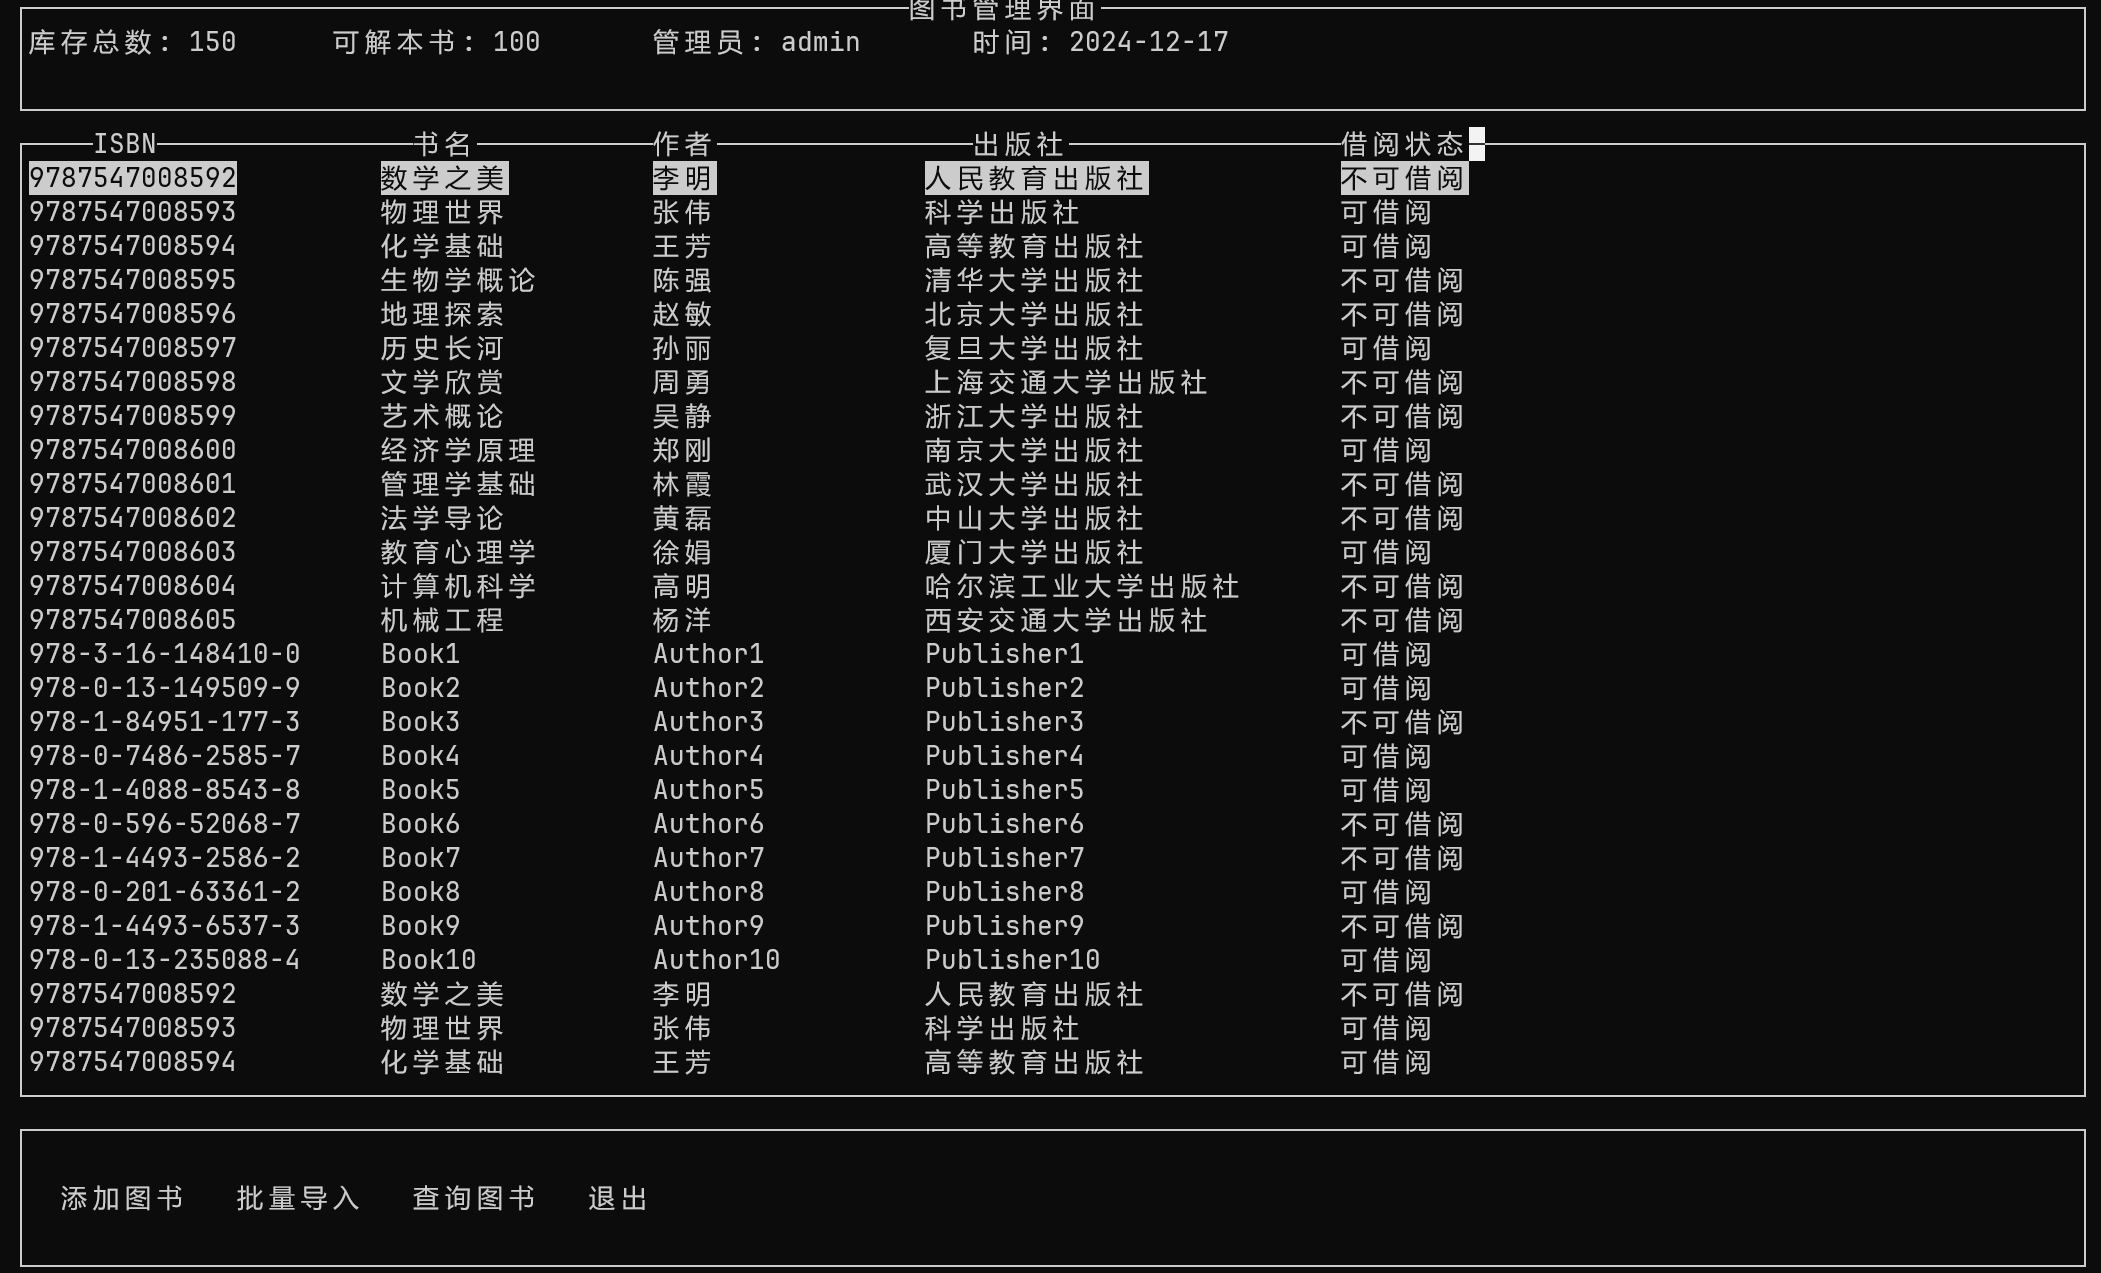 图书管理界面
库存总数: 150 可解本书: 100 管理员: admin 时间: 2024-12-17
ISBN 书名 作者 出版社 借阅状态
9787547008592 数学之美 李明 人民教育出版社 不可借阅
9787547008593 物理世界 张伟 科学出版社 可借阅
9787547008594 化学基础 王芳 高等教育出版社 可借阅
9787547008595 生物学概论 陈强 清华大学出版社 不可借阅
9787547008596 地理探索 赵敏 北京大学出版社 不可借阅
9787547008597 历史长河 孙丽 复旦大学出版社 可借阅
9787547008598 文学欣赏 周勇 上海交通大学出版社 不可借阅
9787547008599 艺术概论 吴静 浙江大学出版社 不可借阅
9787547008600 经济学原理 郑刚 南京大学出版社 可借阅
9787547008601 管理学基础 林霞 武汉大学出版社 不可借阅
9787547008602 法学导论 黄磊 中山大学出版社 不可借阅
9787547008603 教育心理学 徐娟 厦门大学出版社 可借阅
9787547008604 计算机科学 高明 哈尔滨工业大学出版社 不可借阅
9787547008605 机械工程 杨洋 西安交通大学出版社 不可借阅
978-3-16-148410-0 Book1 Author1 Publisher1 可借阅
978-0-13-149509-9 Book2 Author2 Publisher2 可借阅
978-1-84951-177-3 Book3 Author3 Publisher3 不可借阅
978-0-7486-2585-7 Book4 Author4 Publisher4 可借阅
978-1-4088-8543-8 Book5 Author5 Publisher5 可借阅
978-0-596-52068-7 Book6 Author6 Publisher6 不可借阅
978-1-4493-2586-2 Book7 Author7 Publisher7 不可借阅
978-0-201-63361-2 Book8 Author8 Publisher8 可借阅
978-1-4493-6537-3 Book9 Author9 Publisher9 不可借阅
978-0-13-235088-4 Book10 Author10 Publisher10 可借阅
9787547008592 数学之美 李明 人民教育出版社 不可借阅
9787547008593 物理世界 张伟 科学出版社 可借阅
9787547008594 化学基础 王芳 高等教育出版社 可借阅
添加图书 批量导入 查询图书 退出